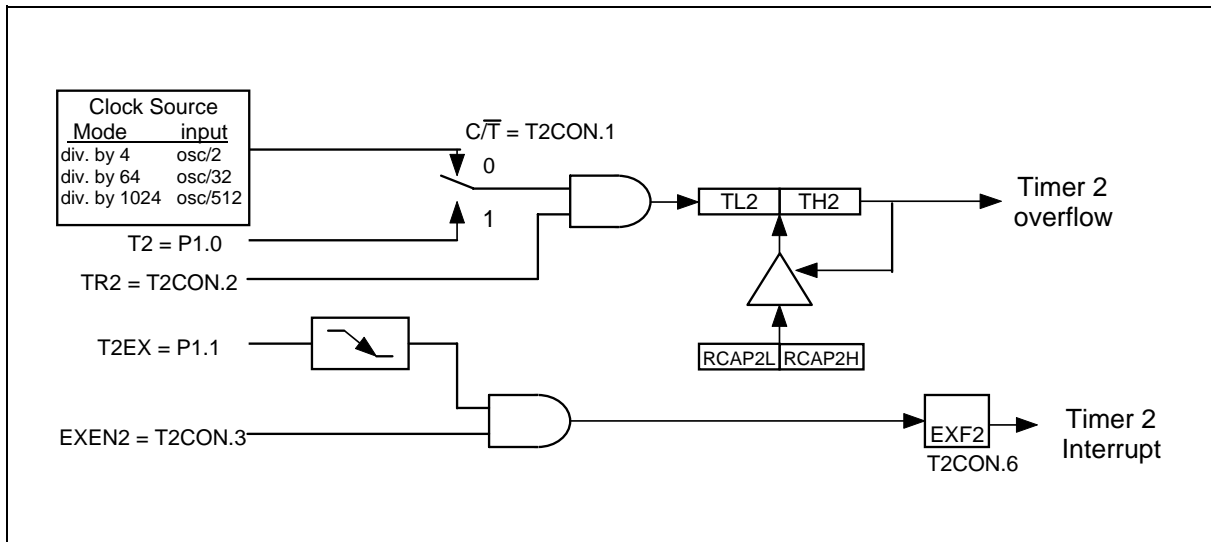 Clock Source
Mode input
div. by 4 osc/2
div. by 64 osc/32
div. by 1024 osc/512
C/T̅ = T2CON.1
0
1
T2 = P1.0
TR2 = T2CON.2
TL2 TH2
Timer 2
overflow
T2EX = P1.1
RCAP2L RCAP2H
EXEN2 = T2CON.3
EXF2
T2CON.6
Timer 2
Interrupt